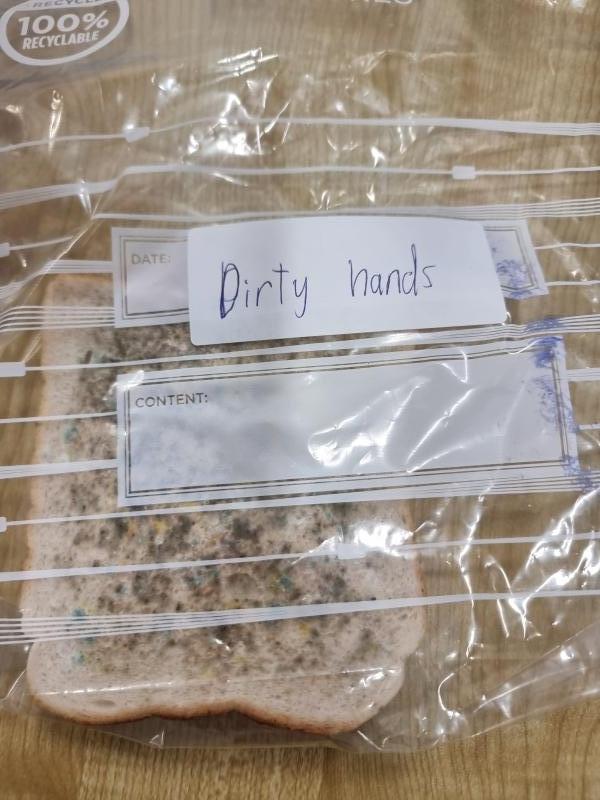 100%
RECYCLABLE
DATE:
Dirty hands
CONTENT: